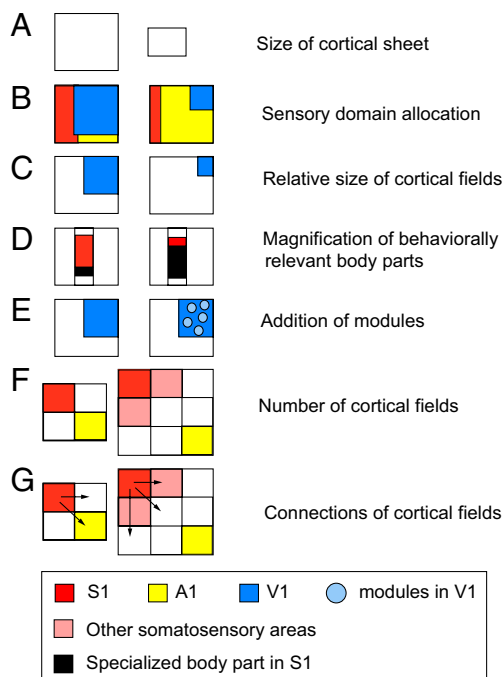 A
Size of cortical sheet
B
Sensory domain allocation
C
Relative size of cortical fields
D
Magnification of behaviorally
relevant body parts
E
Addition of modules
F
Number of cortical fields
G
Connections of cortical fields
S1 A1 V1 modules in V1
Other somatosensory areas
Specialized body part in S1